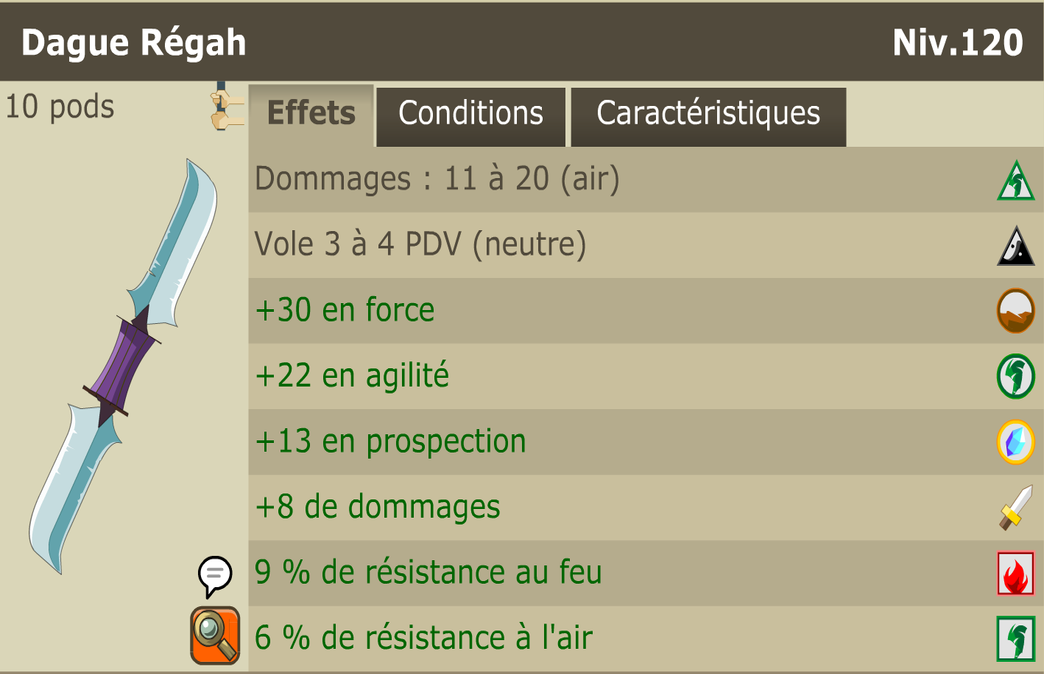 Dague Régah
Niv.120
10 pods
Effets
Conditions
Caractéristiques
Dommages : 11 à 20 (air)
Vole 3 à 4 PDV (neutre)
+30 en force
+22 en agilité
+13 en prospection
+8 de dommages
9 % de résistance au feu
6 % de résistance à l'air